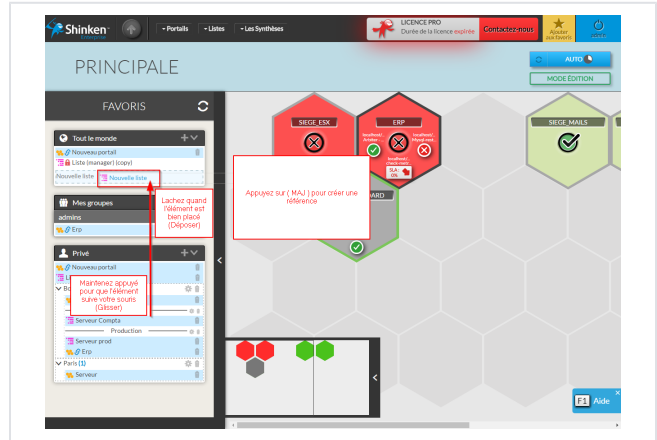 Shinken
Enterprise
Portails
Listes
Les Synthèses
LICENCE PRO
Durée de la licence expirée
Contactez-nous
Ajouter
aux favoris
PRINCIPALE
AUTO
MODE ÉDITION
FAVORIS
Tout le monde
Nouveau portail
Liste (manager) (copy)
Nouvelle liste
Nouvelle liste
Mes groupes
admins
Erp
Lachez quand
l'élément est
bien placé
(Déposer)
Privé
Nouveau portail
Maintenez appuyé
pour que l'élément
suive votre souris
(Glisser)
Serveur Compta
Production
Serveur prod
Erp
Paris (1)
Serveur
SIEGE_ESX
ERP
SLA:
0%
SIEGE_MAILS
Appuyez sur ( MAJ ) pour créer une
référence.
F1 Aide